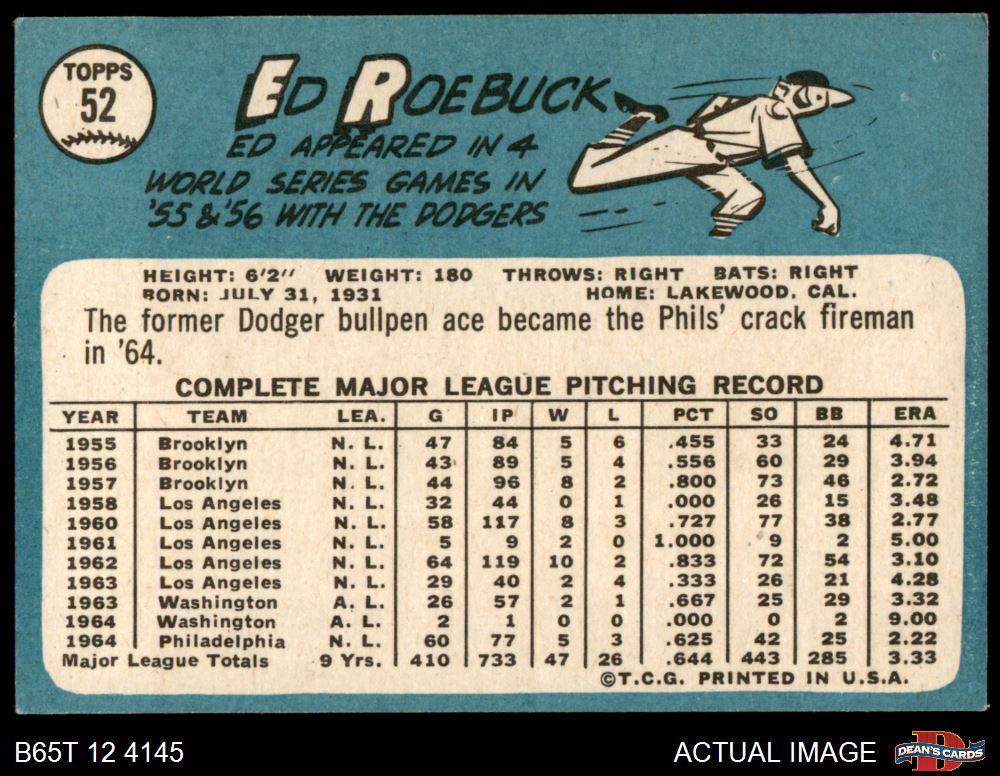 TOPPS
52
ED ROEBUCK
ED APPEARED IN 4
WORLD SERIES GAMES IN
'55 & '56 WITH THE DODGERS
HEIGHT: 6'2" WEIGHT: 180 THROWS: RIGHT BATS: RIGHT
BORN: JULY 31, 1931 HOME: LAKEWOOD, CAL.
The former Dodger bullpen ace became the Phils' crack fireman
in '64.
COMPLETE MAJOR LEAGUE PITCHING RECORD
YEAR TEAM LEA. G IP W L PCT SO BB ERA
1955 Brooklyn N. L. 47 84 5 6 .455 33 24 4.71
1956 Brooklyn N. L. 43 89 5 4 .556 60 29 3.94
1957 Brooklyn N. L. 44 96 8 2 .800 73 46 2.72
1958 Los Angeles N. L. 32 44 0 1 .000 26 15 3.48
1960 Los Angeles N. L. 58 117 8 3 .727 77 38 2.77
1961 Los Angeles N. L. 5 9 2 0 1.000 9 2 5.00
1962 Los Angeles N. L. 64 119 10 2 .833 72 54 3.10
1963 Los Angeles N. L. 29 40 2 4 .333 26 21 4.28
1963 Washington A. L. 26 57 2 1 .667 25 29 3.32
1964 Washington A. L. 2 1 0 0 .000 0 2 9.00
1964 Philadelphia N. L. 60 77 5 3 .625 42 25 2.22
Major League Totals 9 Yrs. 410 733 47 26 .644 443 285 3.33
©T.C.G. PRINTED IN U.S.A.
B65T 12 4145 ACTUAL IMAGE DEAN'S CARDS